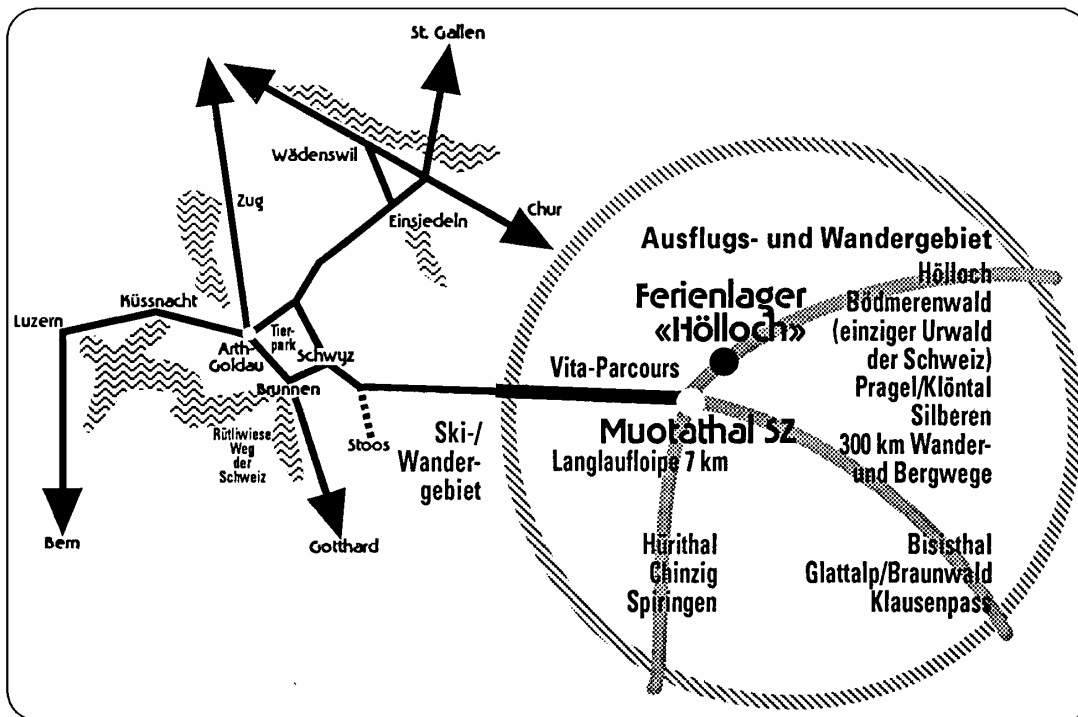 St. Gallen
Wädenswil
Zug
Einsiedeln
Chur
Küssnacht
Luzern
Tier-
park
Arth-
Goldau
Schwyz
Brunnen
Rütliwiese
Weg
der
Schweiz
Stoos
Bern
Gotthard
Ski-/
Wander-
gebiet
Ausflugs- und Wandergebiet
Hölloch
Bödmerenwald
(einziger Urwald
der Schweiz)
Pragel/Klöntal
Silberen
300 km Wander-
und Bergwege
Ferienlager
«Hölloch»
Vita-Parcours
Muotathal SZ
Langlaufloipe 7 km
Hürithal
Chinzig
Spiringen
Bisisthal
Glattalp/Braunwald
Klausenpass